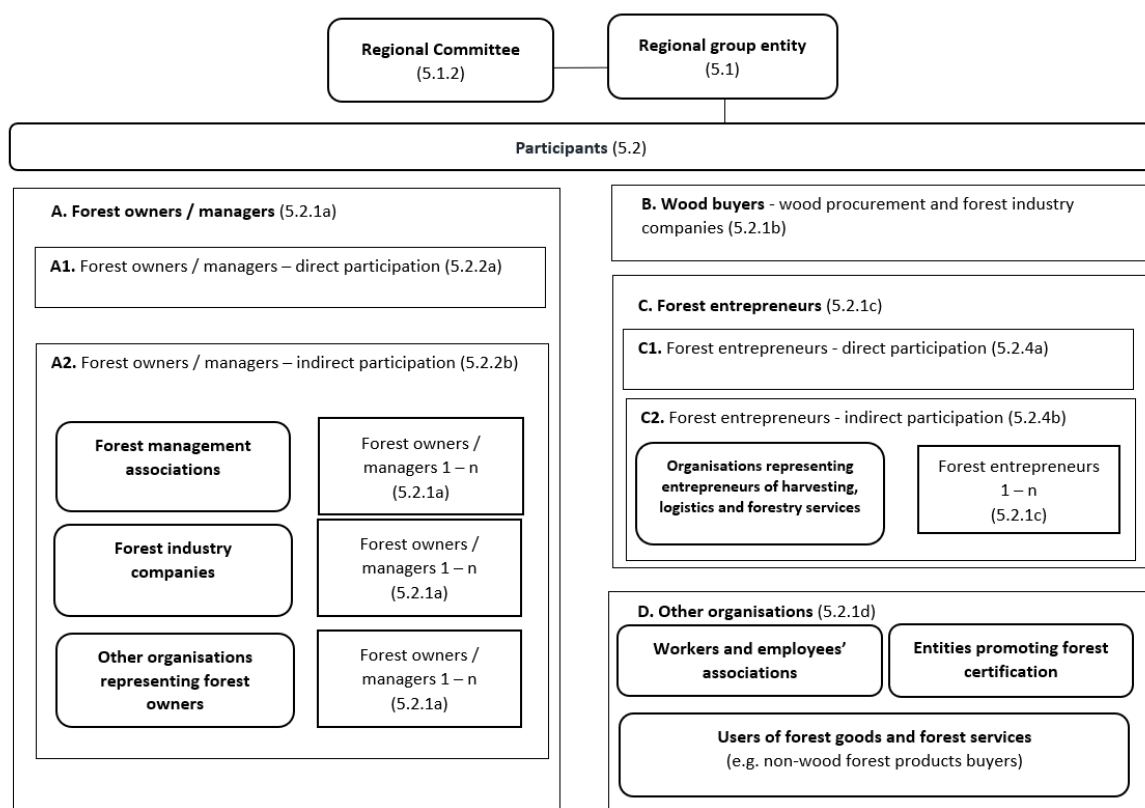 Regional Committee
(5.1.2)
Regional group entity
(5.1)
Participants (5.2)
A. Forest owners / managers (5.2.1a)
A1. Forest owners / managers – direct participation (5.2.2a)
A2. Forest owners / managers – indirect participation (5.2.2b)
Forest management
associations
Forest owners /
managers 1 – n
(5.2.1a)
Forest industry
companies
Forest owners /
managers 1 – n
(5.2.1a)
Other organisations
representing forest
owners
Forest owners /
managers 1 – n
(5.2.1a)
B. Wood buyers - wood procurement and forest industry
companies (5.2.1b)
C. Forest entrepreneurs (5.2.1c)
C1. Forest entrepreneurs - direct participation (5.2.4a)
C2. Forest entrepreneurs - indirect participation (5.2.4b)
Organisations representing
entrepreneurs of harvesting,
logistics and forestry services
Forest entrepreneurs
1 – n
(5.2.1c)
D. Other organisations (5.2.1d)
Workers and employees’
associations
Entities promoting forest
certification
Users of forest goods and forest services
(e.g. non-wood forest products buyers)